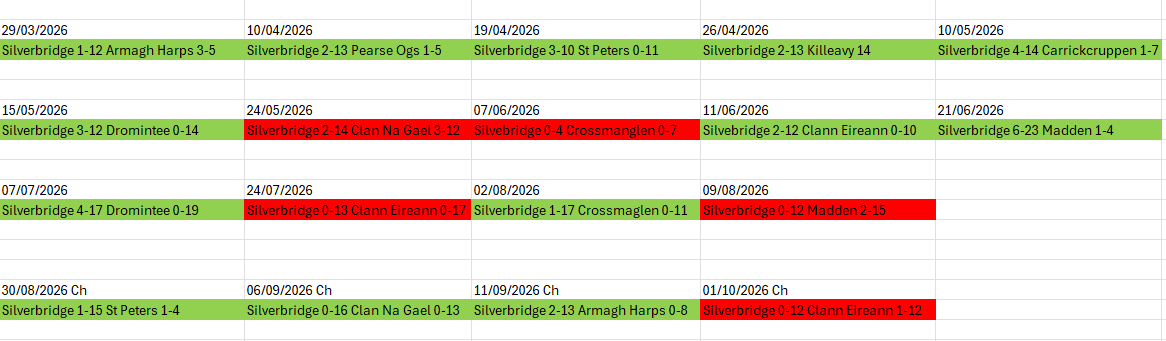 29/03/2026 10/04/2026 19/04/2026 26/04/2026 10/05/2026
Silverbridge 1-12 Armagh Harps 3-5 Silverbridge 2-13 Pearse Ogs 1-5 Silverbridge 3-10 St Peters 0-11 Silverbridge 2-13 Killeavy 14 Silverbridge 4-14 Carrickcruppen 1-7
15/05/2026 24/05/2026 07/06/2026 11/06/2026 21/06/2026
Silverbridge 3-12 Dromintee 0-14 Silverbridge 2-14 Clan Na Gael 3-12 Silvebridge 0-4 Crossmanglen 0-7 Silvebridge 2-12 Clann Eireann 0-10 Silverbridge 6-23 Madden 1-4
07/07/2026 24/07/2026 02/08/2026 09/08/2026
Silverbridge 4-17 Dromintee 0-19 Silverbridge 0-13 Clann Eireann 0-17 Silverbridge 1-17 Crossmaglen 0-11 Silverbridge 0-12 Madden 2-15
30/08/2026 Ch 06/09/2026 Ch 11/09/2026 Ch 01/10/2026 Ch
Silverbridge 1-15 St Peters 1-4 Silverbridge 0-16 Clan Na Gael 0-13 Silverbridge 2-13 Armagh Harps 0-8 Silverbridge 0-12 Clann Eireann 1-12